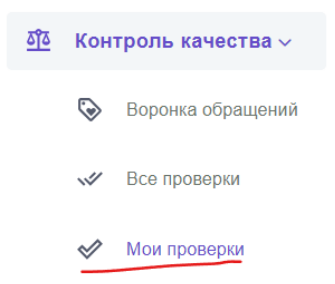 Контроль качества
Воронка обращений
Все проверки
Мои проверки